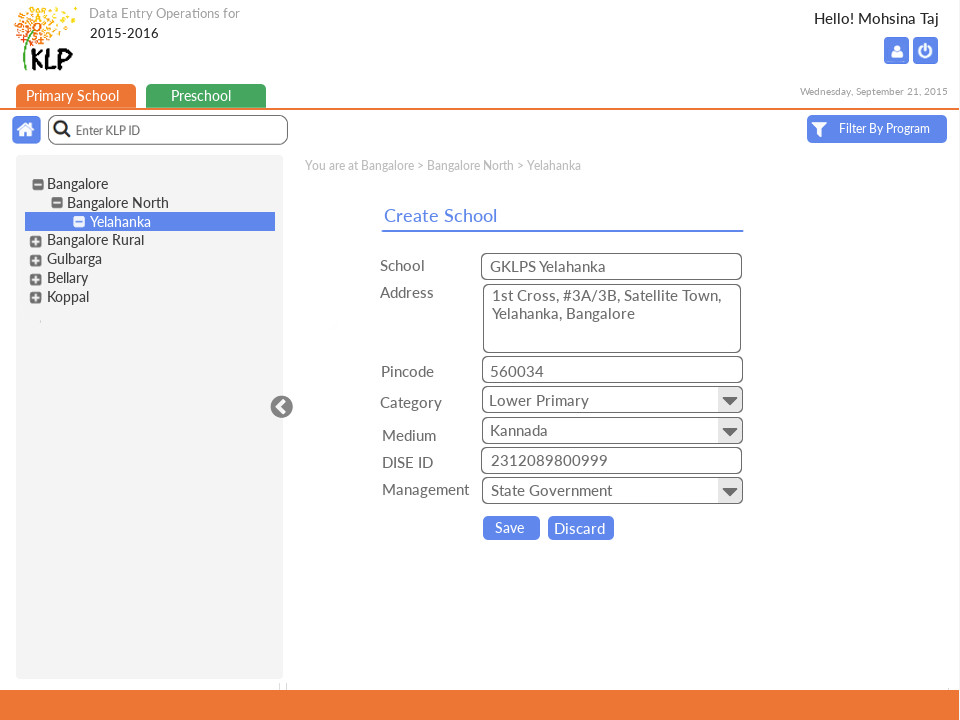 Data Entry Operations for
2015-2016
Hello! Mohsina Taj
KLP
Primary School
Preschool
Wednesday, September 21, 2015
Enter KLP ID
Filter By Program
You are at Bangalore > Bangalore North > Yelahanka
Bangalore
Bangalore North
Yelahanka
Bangalore Rural
Gulbarga
Bellary
Koppal
Create School
School
GKLPS Yelahanka
Address
1st Cross, #3A/3B, Satellite Town,
Yelahanka, Bangalore
Pincode
560034
Category
Lower Primary
Medium
Kannada
DISE ID
2312089800999
Management
State Government
Save
Discard